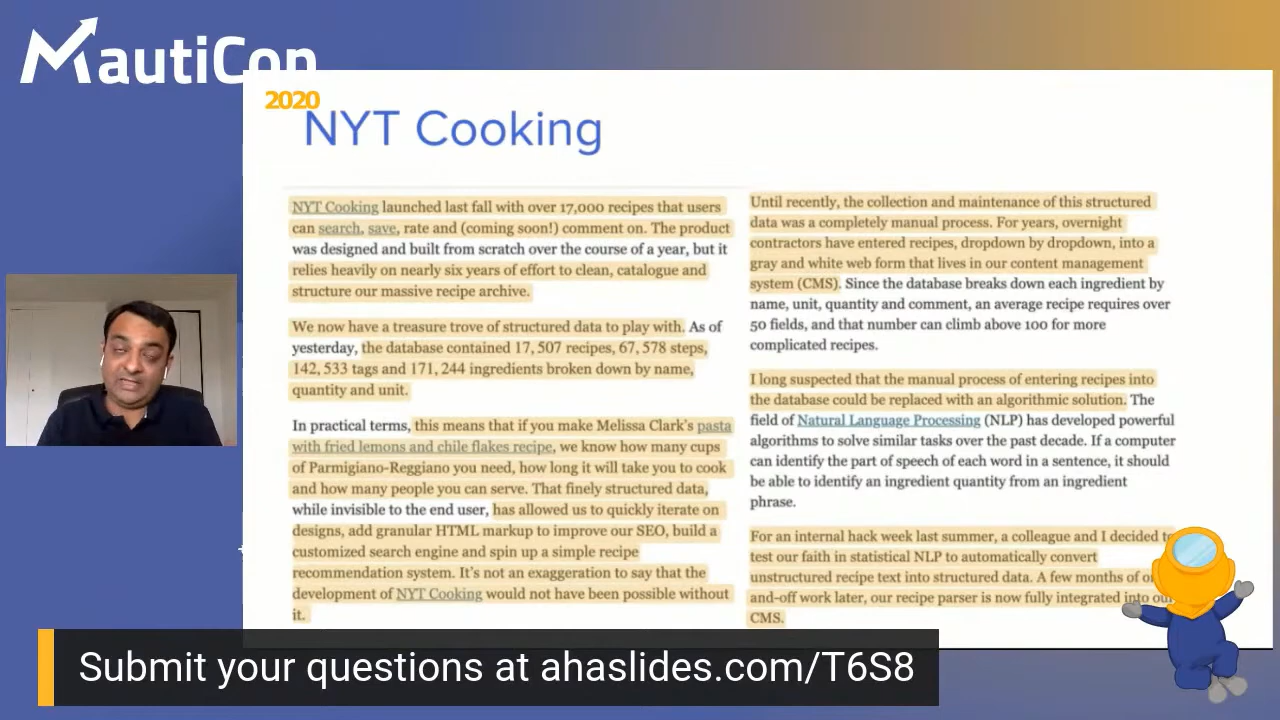 MautiCon
2020
NYT Cooking
NYT Cooking launched last fall with over 17,000 recipes that users
can search, save, rate and (coming soon!) comment on. The product
was designed and built from scratch over the course of a year, but it
relies heavily on nearly six years of effort to clean, catalogue and
structure our massive recipe archive.
We now have a treasure trove of structured data to play with. As of
yesterday, the database contained 17,507 recipes, 67,578 steps,
142,533 tags and 171,244 ingredients broken down by name,
quantity and unit.
In practical terms, this means that if you make Melissa Clark's pasta
with fried lemons and chile flakes recipe, we know how many cups
of Parmigiano-Reggiano you need, how long it will take you to cook
and how many people you can serve. That finely structured data,
while invisible to the end user, has allowed us to quickly iterate on
designs, add granular HTML markup to improve our SEO, build a
customized search engine and spin up a simple recipe
recommendation system. It's not an exaggeration to say that the
development of NYT Cooking would not have been possible without
it.
Until recently, the collection and maintenance of this structured
data was a completely manual process. For years, overnight
contractors have entered recipes, dropdown by dropdown, into a
gray and white web form that lives in our content management
system (CMS). Since the database breaks down each ingredient by
name, unit, quantity and comment, an average recipe requires over
50 fields, and that number can climb above 100 for more
complicated recipes.
I long suspected that the manual process of entering recipes into
the database could be replaced with an algorithmic solution. The
field of Natural Language Processing (NLP) has developed powerful
algorithms to solve similar tasks over the past decade. If a computer
can identify the part of speech of each word in a sentence, it should
be able to identify an ingredient quantity from an ingredient
phrase.
For an internal hack week last summer, a colleague and I decided to
test our faith in statistical NLP to automatically convert
unstructured recipe text into structured data. A few months of
and-off work later, our recipe parser is now fully integrated into our
CMS.
Submit your questions at ahaslides.com/T6S8